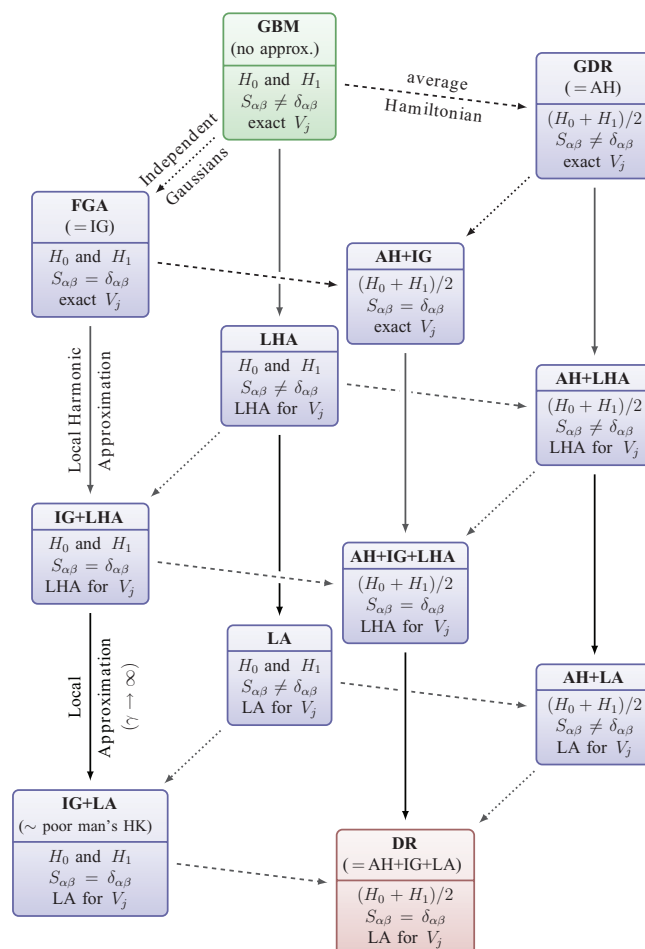 GBM
(no approx.)
H₀ and H₁
Sαβ ≠ δαβ
exact Vⱼ
average
Hamiltonian
GDR
(= AH)
(H₀ + H₁)/2
Sαβ ≠ δαβ
exact Vⱼ
Independent
Gaussians
FGA
(= IG)
H₀ and H₁
Sαβ = δαβ
exact Vⱼ
AH+IG
(H₀ + H₁)/2
Sαβ = δαβ
exact Vⱼ
LHA
H₀ and H₁
Sαβ ≠ δαβ
LHA for Vⱼ
AH+LHA
(H₀ + H₁)/2
Sαβ ≠ δαβ
LHA for Vⱼ
Local Harmonic
Approximation
IG+LHA
H₀ and H₁
Sαβ = δαβ
LHA for Vⱼ
AH+IG+LHA
(H₀ + H₁)/2
Sαβ = δαβ
LHA for Vⱼ
LA
H₀ and H₁
Sαβ ≠ δαβ
LA for Vⱼ
AH+LA
(H₀ + H₁)/2
Sαβ ≠ δαβ
LA for Vⱼ
Local
Approximation
(γ → ∞)
IG+LA
(∼ poor man's HK)
H₀ and H₁
Sαβ = δαβ
LA for Vⱼ
DR
(= AH+IG+LA)
(H₀ + H₁)/2
Sαβ = δαβ
LA for Vⱼ